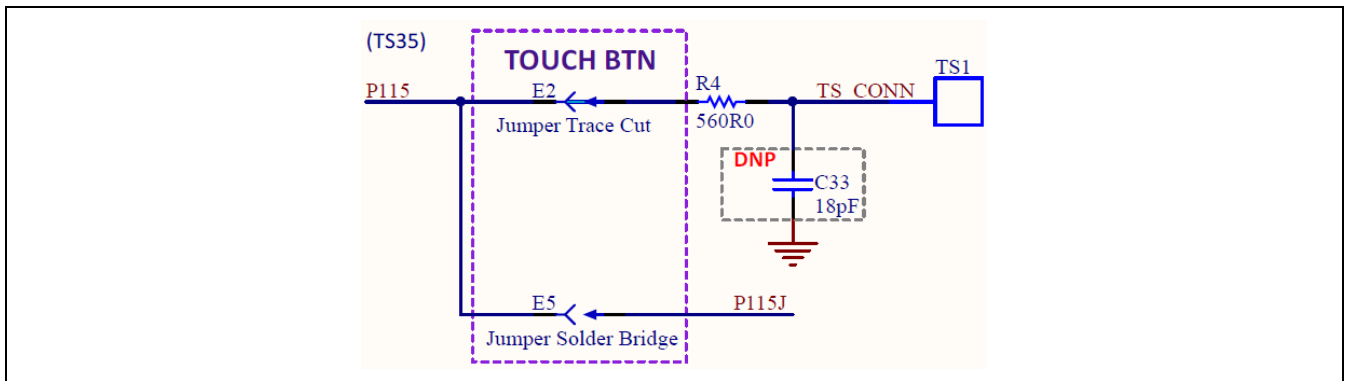 (TS35)
TOUCH BTN
TS1
P115
E2
R4
TS_CONN
Jumper Trace Cut
560R0
DNP
C33
18pF
E5
P115J
Jumper Solder Bridge